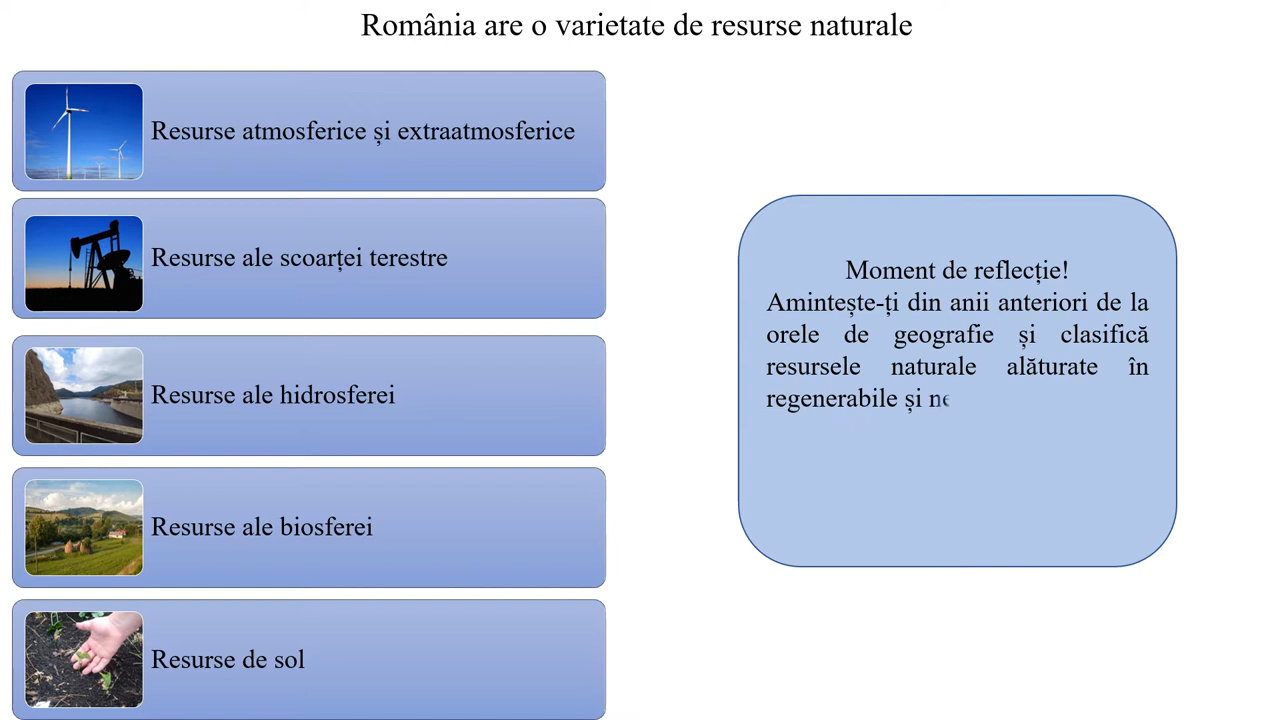 România are o varietate de resurse naturale
Resurse atmosferice și extraatmosferice
Resurse ale scoarței terestre
Resurse ale hidrosferei
Resurse ale biosferei
Resurse de sol
Moment de reflecție!
Amintește-ți din anii anteriori de la
orele de geografie și clasifică
resursele naturale alăturate în
regenerabile și